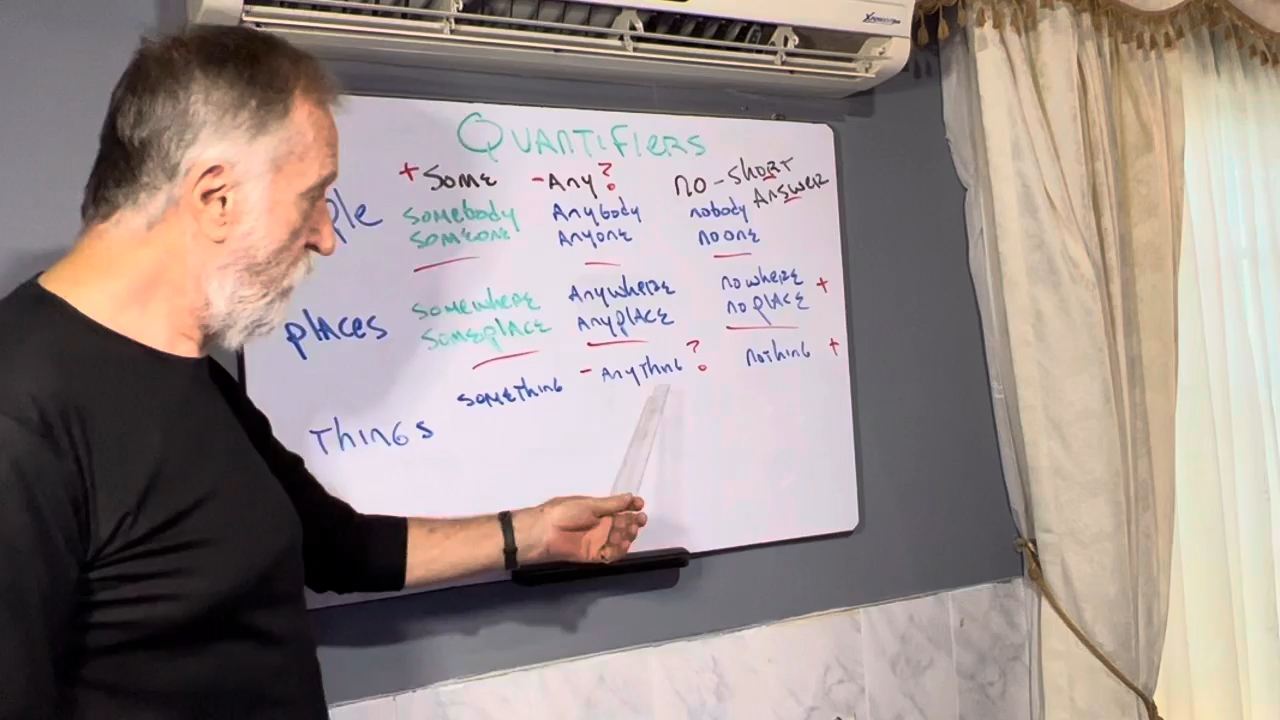 QUANTIFIERS
+ SOME - ANY ? no - SHORT ANSWER
ple SOMEBODY ANYBODY nobody
SOMEONE ANYONE no ONE
places SOMEWHERE ANYWHERE nowHERE +
SOMEPLACE ANYPLACE no PLACE
THINGS SOMETHING - ANYTHING ? nOTHING +